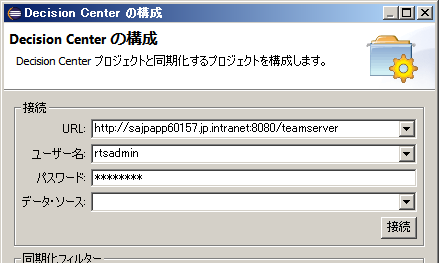 Decision Center の構成
Decision Center の構成
Decision Center プロジェクトと同期化するプロジェクトを構成します。
接続
URL: http://sajpapp60157.jp.intranet:8080/teamserver
ユーザー名: rtsadmin
パスワード: ********
データ・ソース:
接続
同期化フィルター